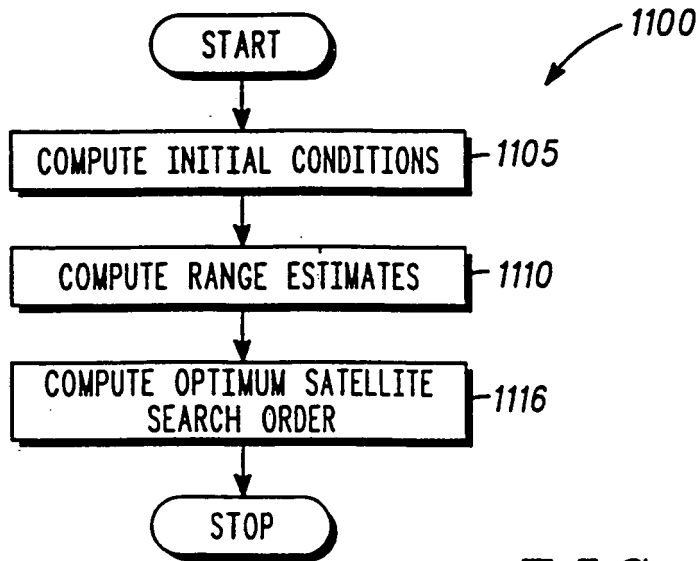 START
1100
COMPUTE INITIAL CONDITIONS
1105
COMPUTE RANGE ESTIMATES
1110
COMPUTE OPTIMUM SATELLITE
SEARCH ORDER
1116
STOP